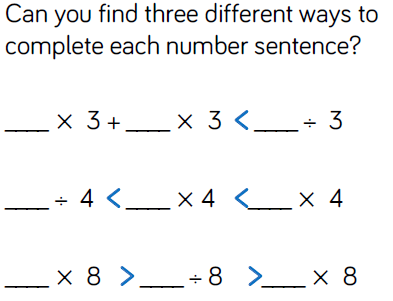 Can you find three different ways to
complete each number sentence?
___ × 3 + ___ × 3 < ___ ÷ 3
___ ÷ 4 < ___ × 4 < ___ × 4
___ × 8 > ___ ÷ 8 > ___ × 8